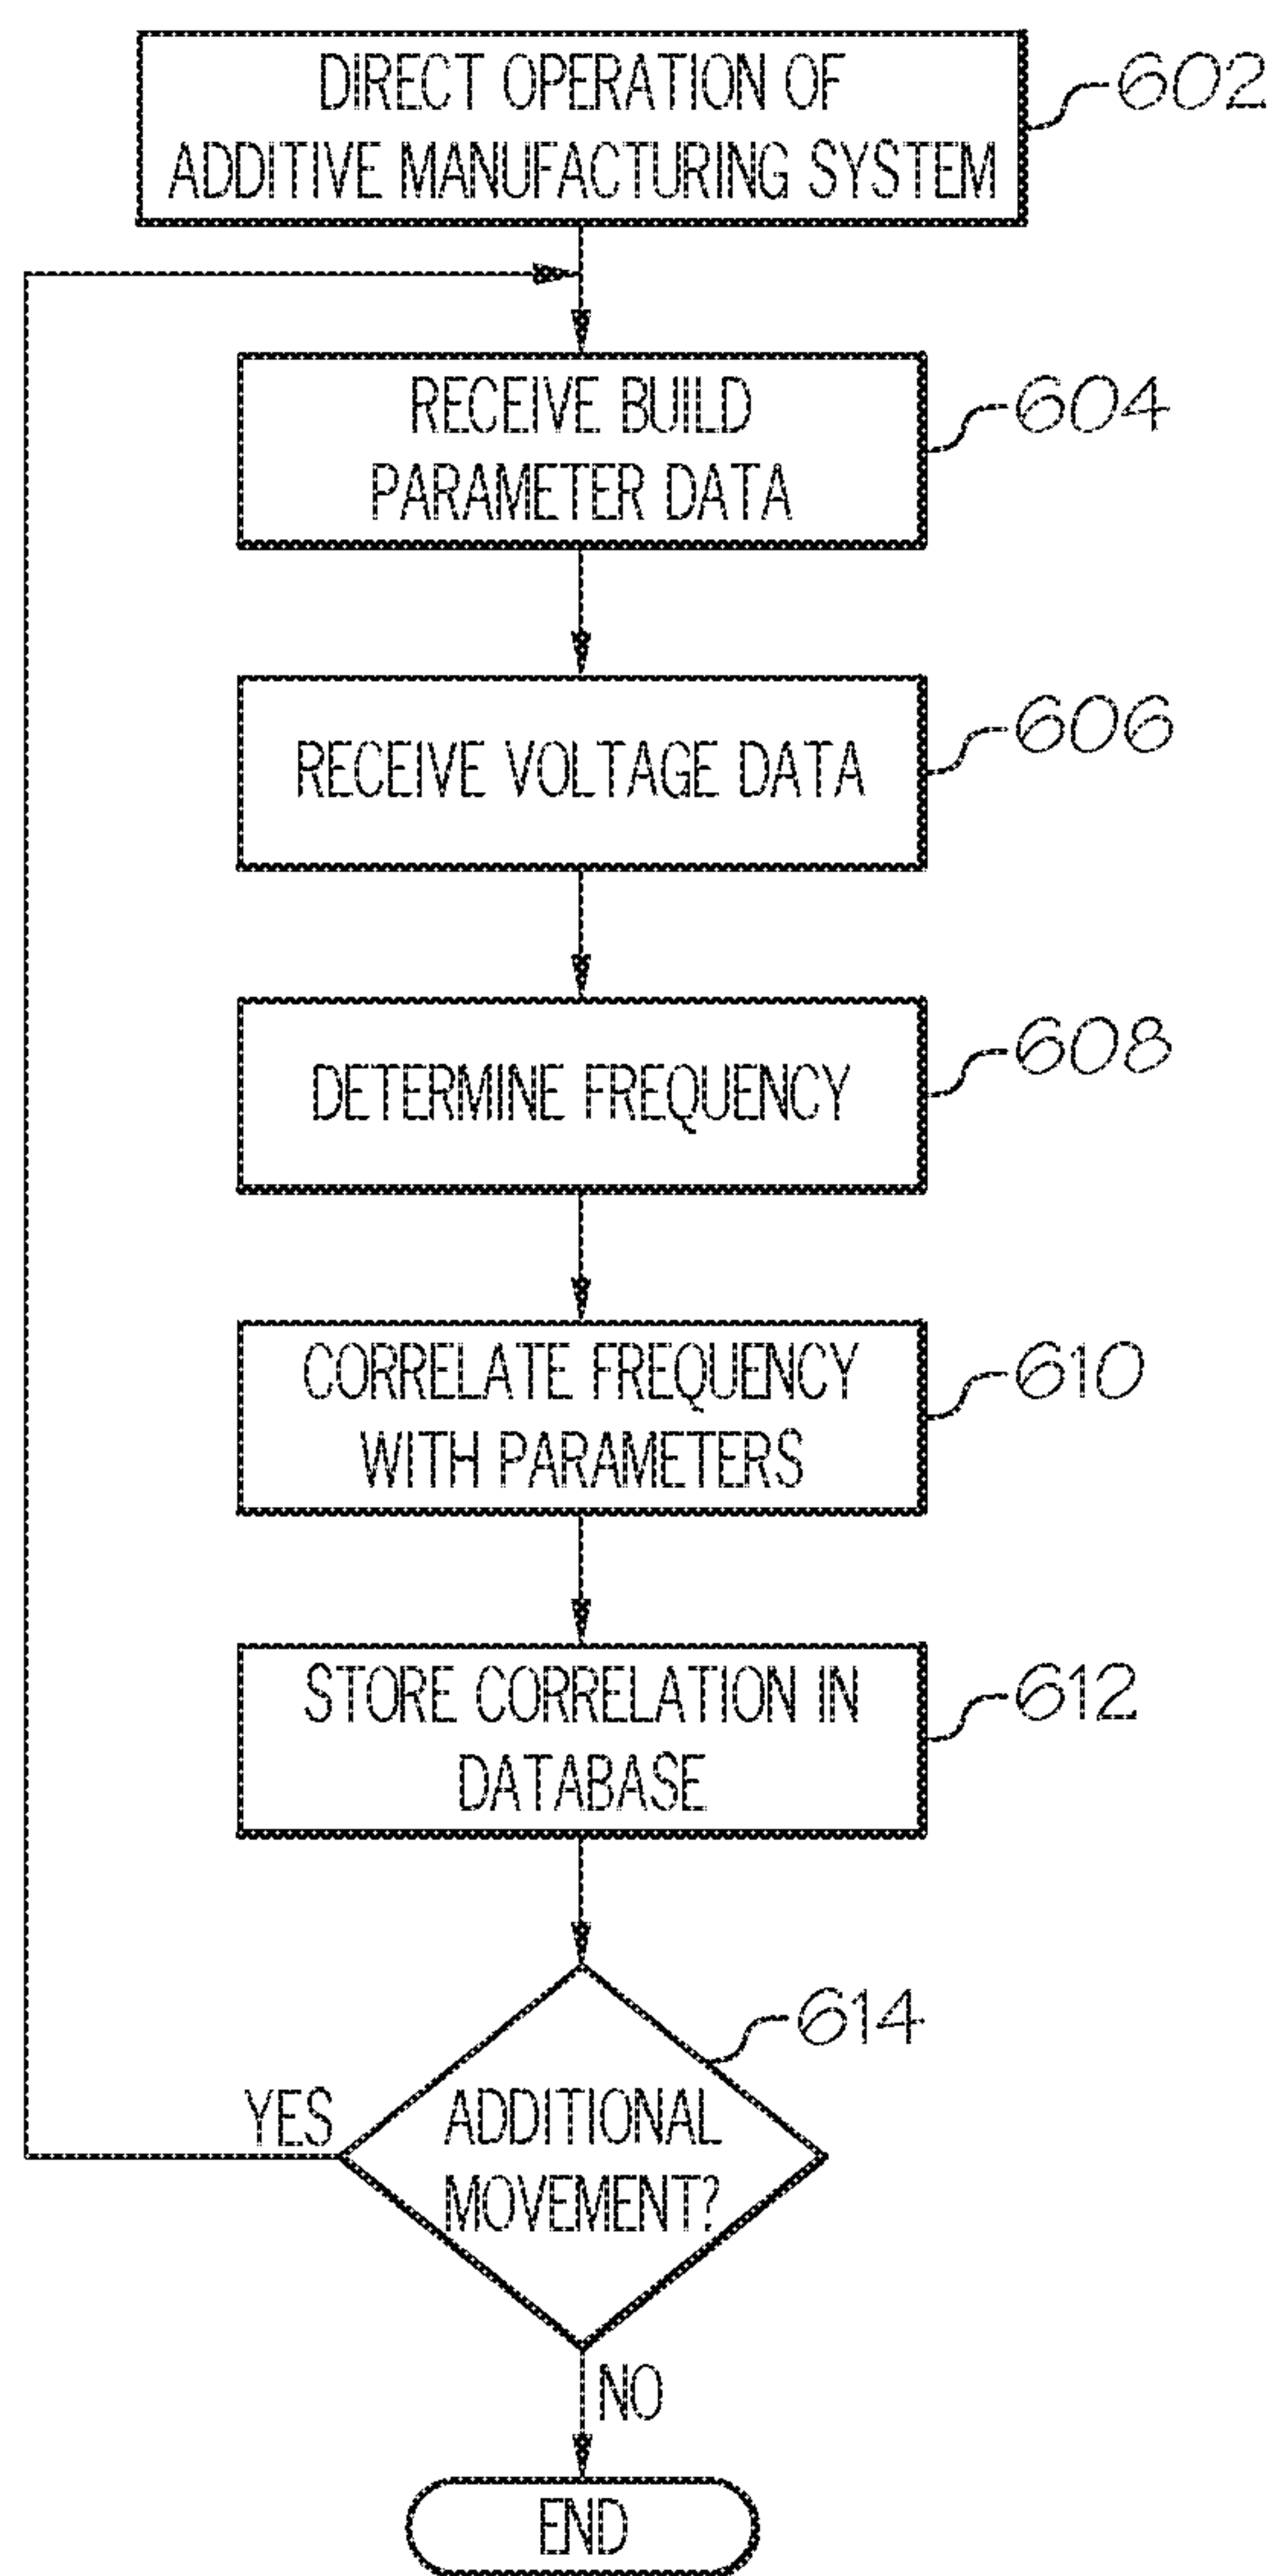 DIRECT OPERATION OF
ADDITIVE MANUFACTURING SYSTEM
602
RECEIVE BUILD
PARAMETER DATA
604
RECEIVE VOLTAGE DATA
606
DETERMINE FREQUENCY
608
CORRELATE FREQUENCY
WITH PARAMETERS
610
STORE CORRELATION IN
DATABASE
612
614
YES
ADDITIONAL
MOVEMENT?
NO
END